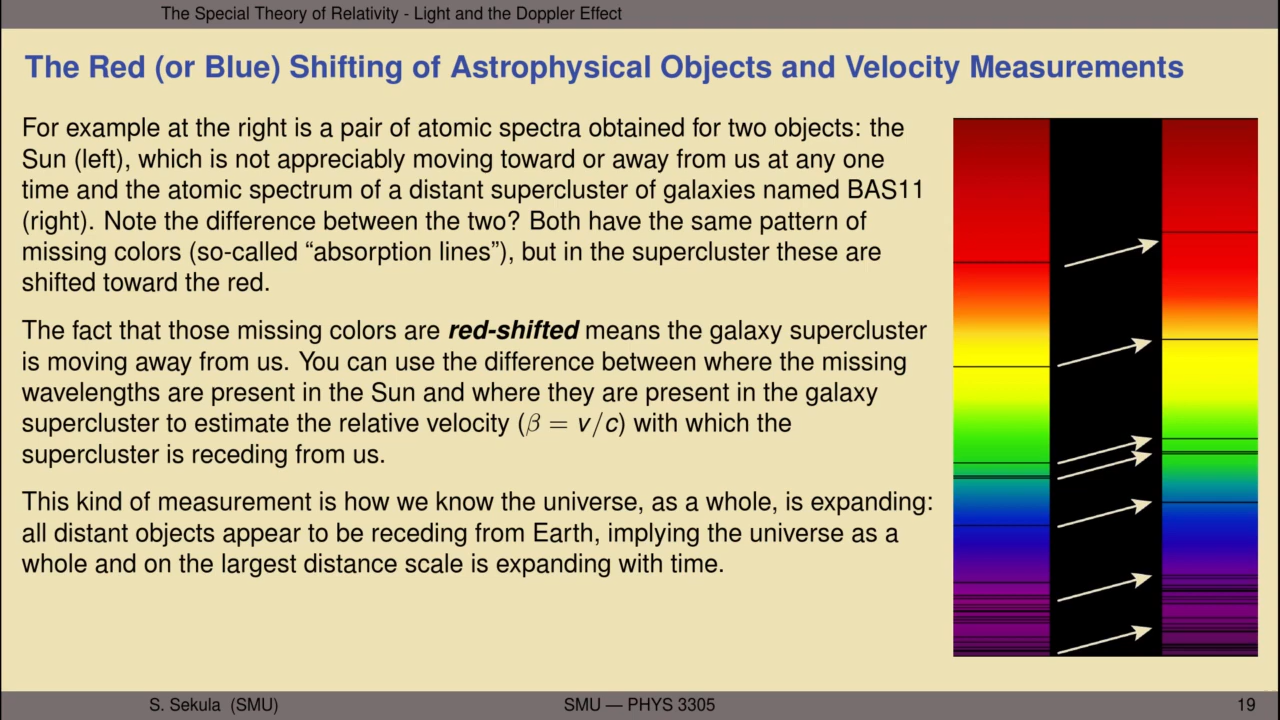 The Special Theory of Relativity - Light and the Doppler Effect
The Red (or Blue) Shifting of Astrophysical Objects and Velocity Measurements
For example at the right is a pair of atomic spectra obtained for two objects: the
Sun (left), which is not appreciably moving toward or away from us at any one
time and the atomic spectrum of a distant supercluster of galaxies named BAS11
(right). Note the difference between the two? Both have the same pattern of
missing colors (so-called “absorption lines”), but in the supercluster these are
shifted toward the red.
The fact that those missing colors are red-shifted means the galaxy supercluster
is moving away from us. You can use the difference between where the missing
wavelengths are present in the Sun and where they are present in the galaxy
supercluster to estimate the relative velocity (β = v/c) with which the
supercluster is receding from us.
This kind of measurement is how we know the universe, as a whole, is expanding:
all distant objects appear to be receding from Earth, implying the universe as a
whole and on the largest distance scale is expanding with time.
S. Sekula (SMU)
SMU — PHYS 3305
19